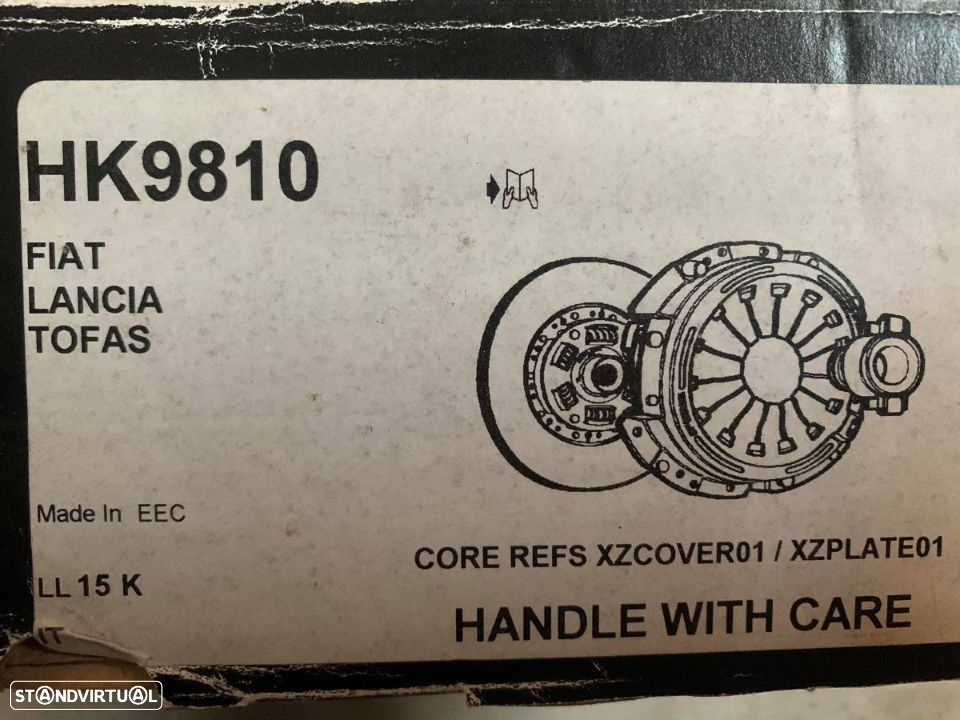 HK9810
FIAT
LANCIA
TOFAS
Made In EEC
CORE REFS XZCOVER01 / XZPLATE01
LL 15 K
HANDLE WITH CARE
IT
STANDVIRTUAL